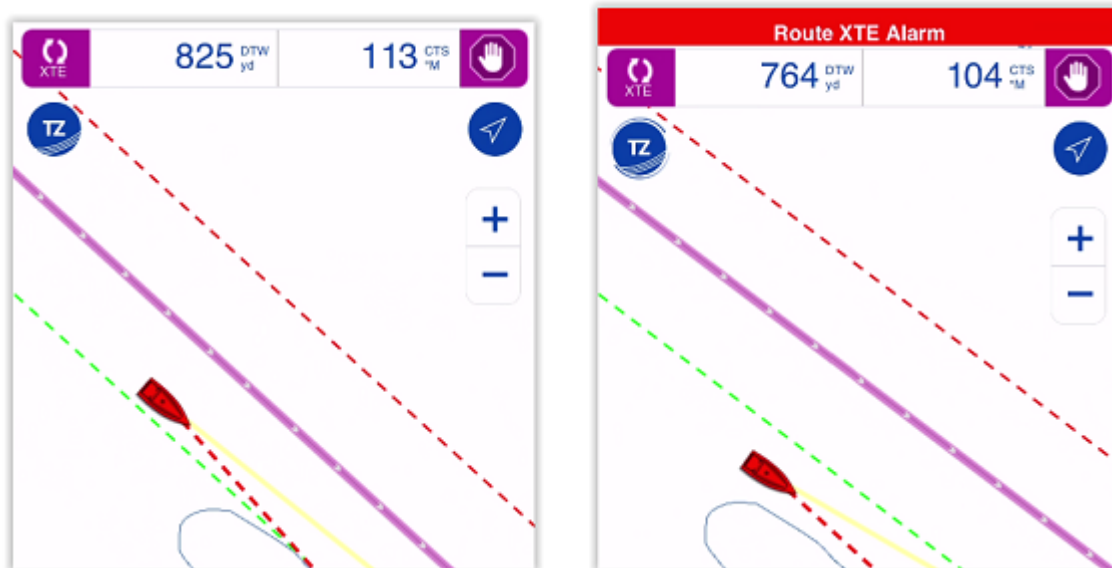 825 DTW yd
113 CTS °M
XTE
TZ
+
−
Route XTE Alarm
764 DTW yd
104 CTS °M
XTE
TZ
+
−